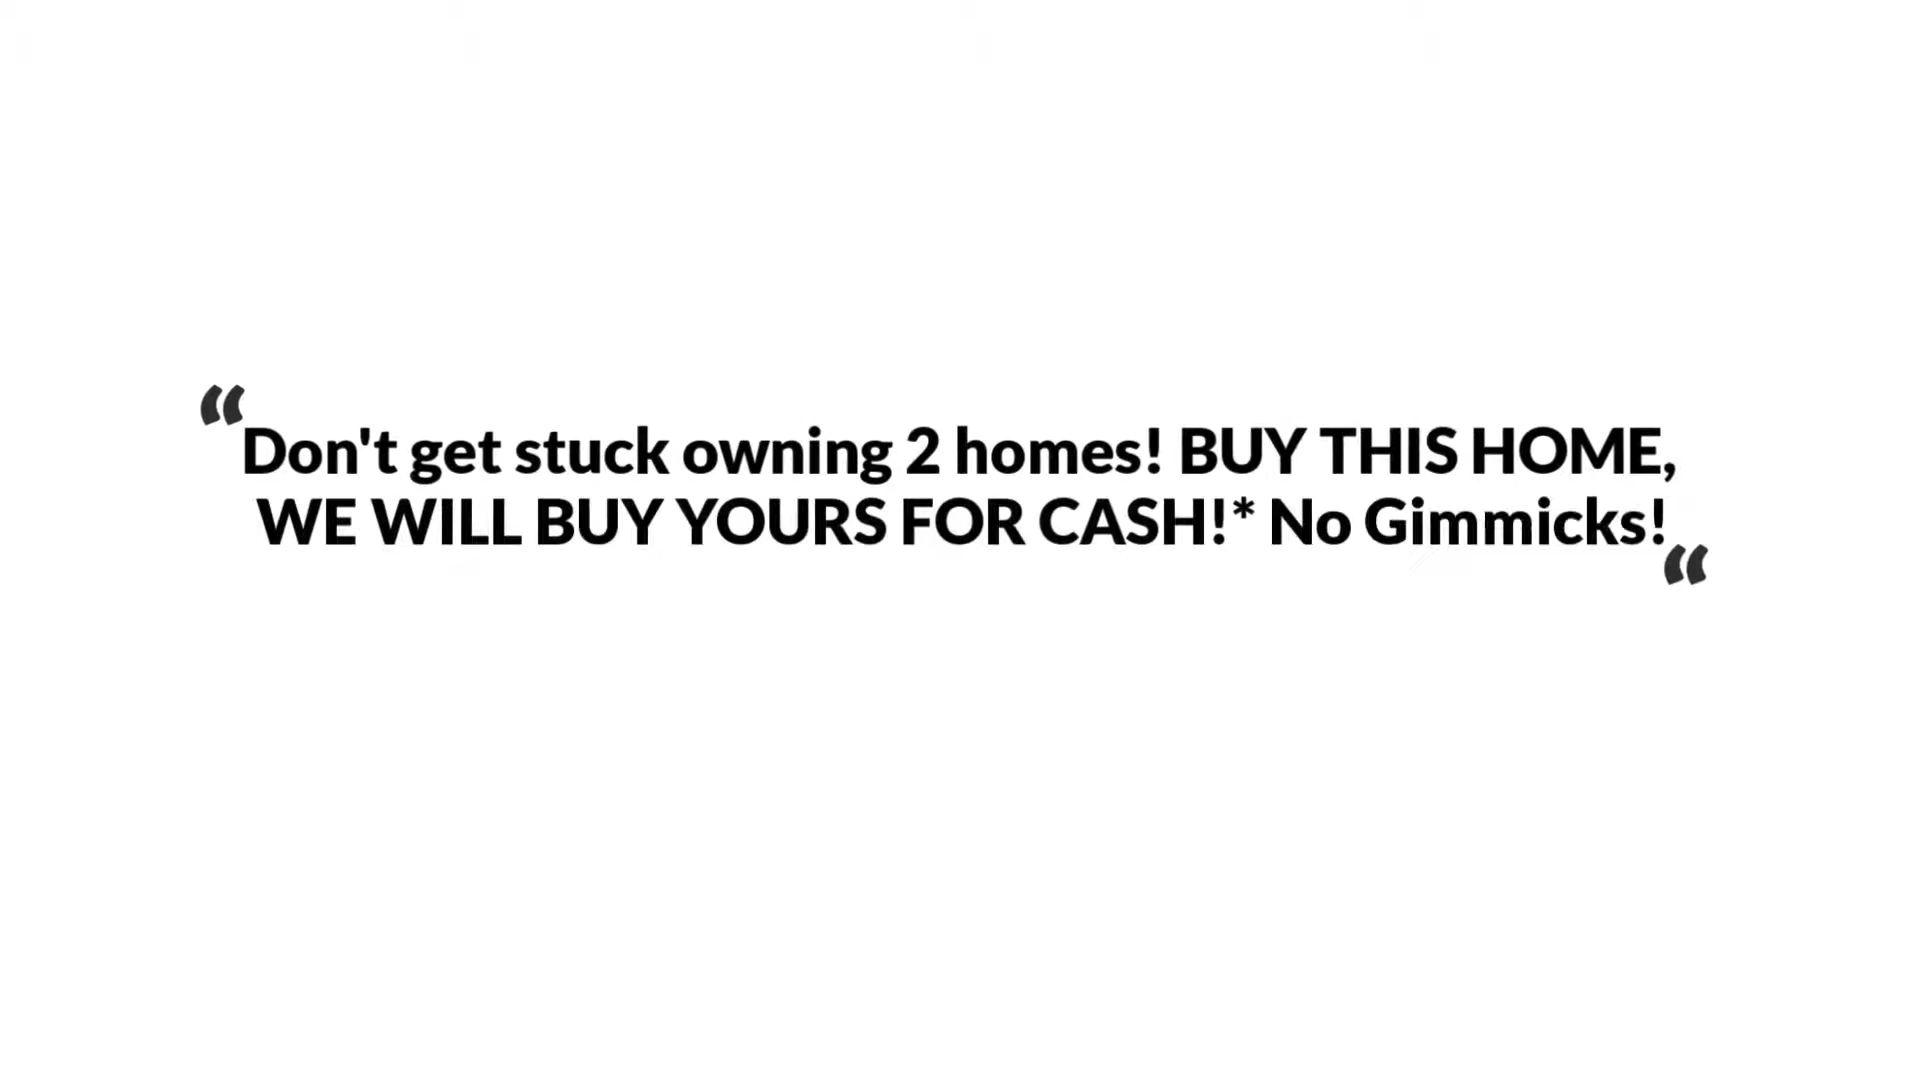 “Don't get stuck owning 2 homes! BUY THIS HOME,
WE WILL BUY YOURS FOR CASH!* No Gimmicks!“